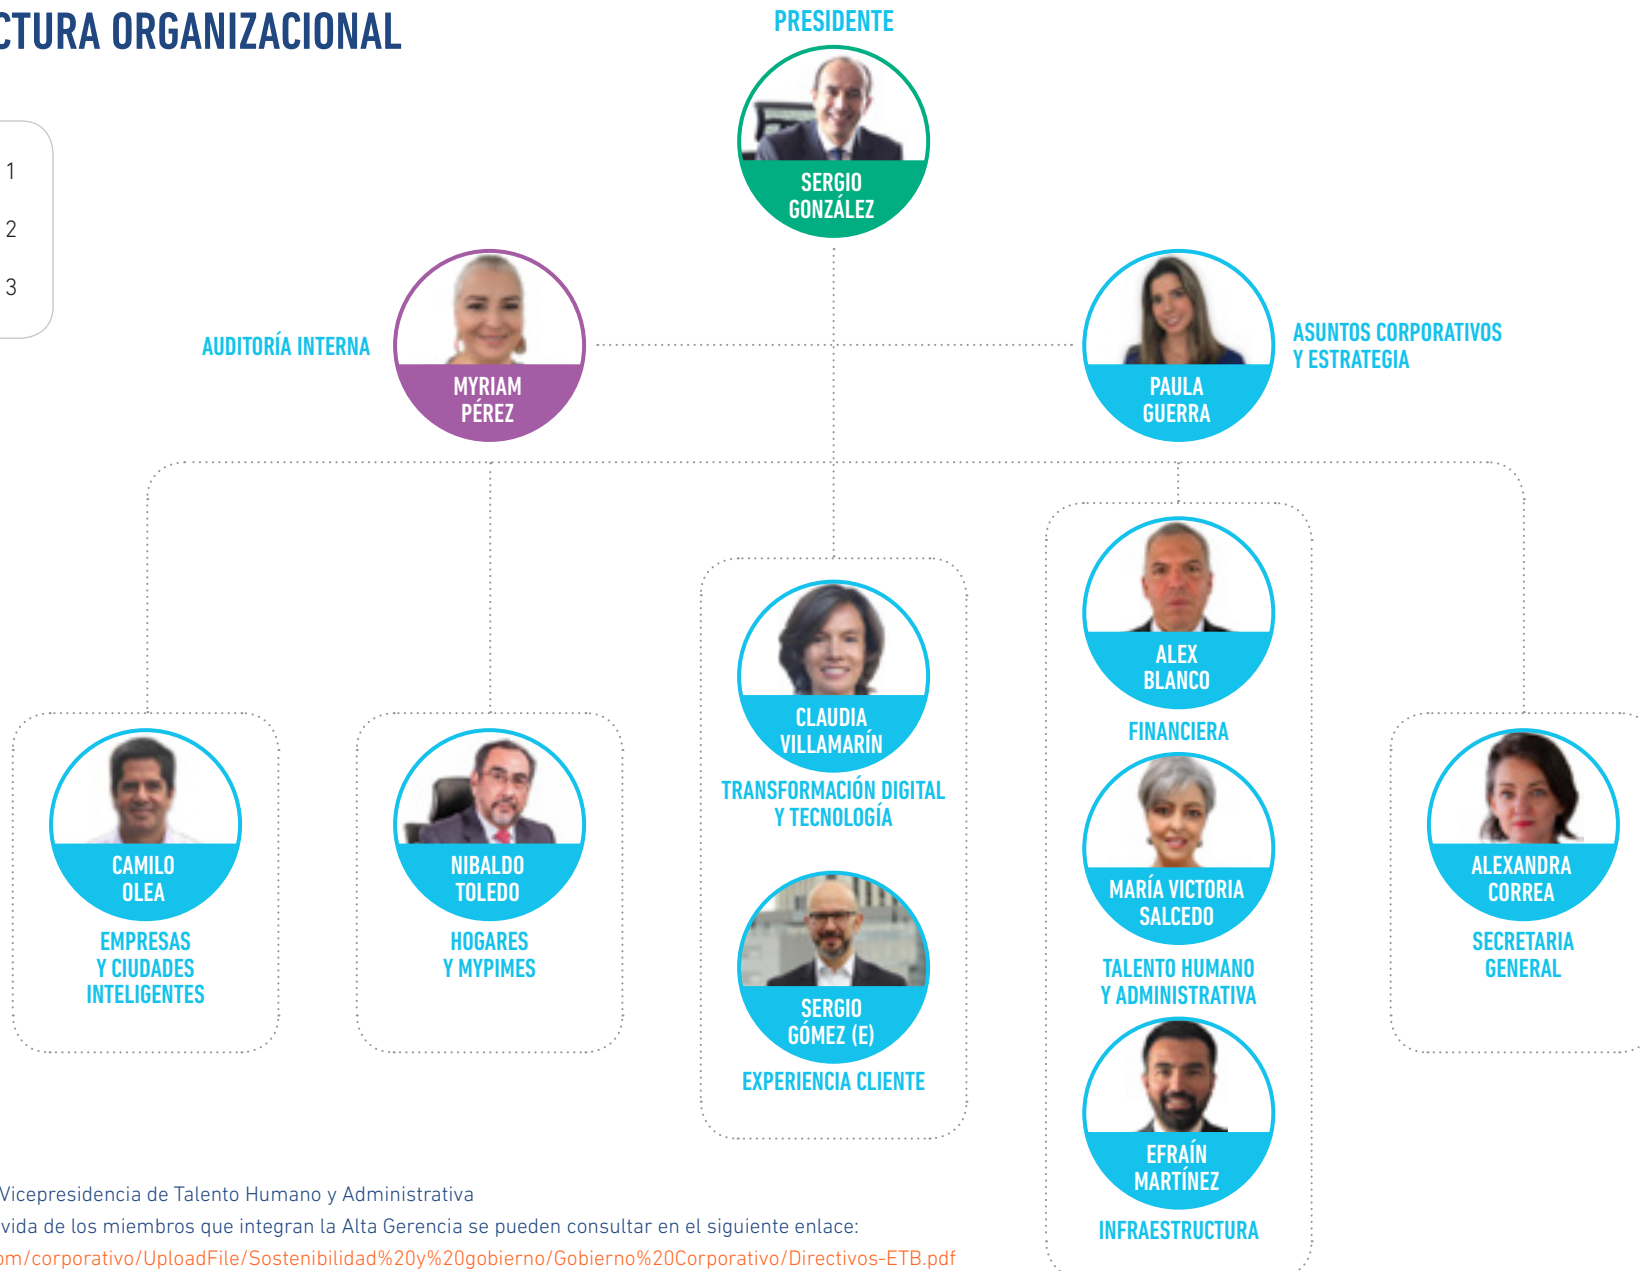 CTURA ORGANIZACIONAL
PRESIDENTE
1
2
3
SERGIO
GONZÁLEZ
AUDITORÍA INTERNA
MYRIAM
PÉREZ
PAULA
GUERRA
ASUNTOS CORPORATIVOS
Y ESTRATEGIA
CAMILO
OLEA
EMPRESAS
Y CIUDADES
INTELIGENTES
NIBALDO
TOLEDO
HOGARES
Y MYPIMES
CLAUDIA
VILLAMARÍN
TRANSFORMACIÓN DIGITAL
Y TECNOLOGÍA
SERGIO
GÓMEZ (E)
EXPERIENCIA CLIENTE
ALEX
BLANCO
FINANCIERA
MARÍA VICTORIA
SALCEDO
TALENTO HUMANO
Y ADMINISTRATIVA
EFRAÍN
MARTÍNEZ
INFRAESTRUCTURA
ALEXANDRA
CORREA
SECRETARIA
GENERAL
Vicepresidencia de Talento Humano y Administrativa
vida de los miembros que integran la Alta Gerencia se pueden consultar en el siguiente enlace:
om/corporativo/UploadFile/Sostenibilidad%20y%20gobierno/Gobierno%20Corporativo/Directivos-ETB.pdf